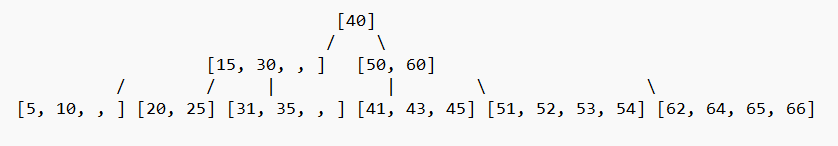 [40]
/ \
[15, 30, , ] [50, 60]
/ / | | \ \
[5, 10, , ] [20, 25] [31, 35, , ] [41, 43, 45] [51, 52, 53, 54] [62, 64, 65, 66]